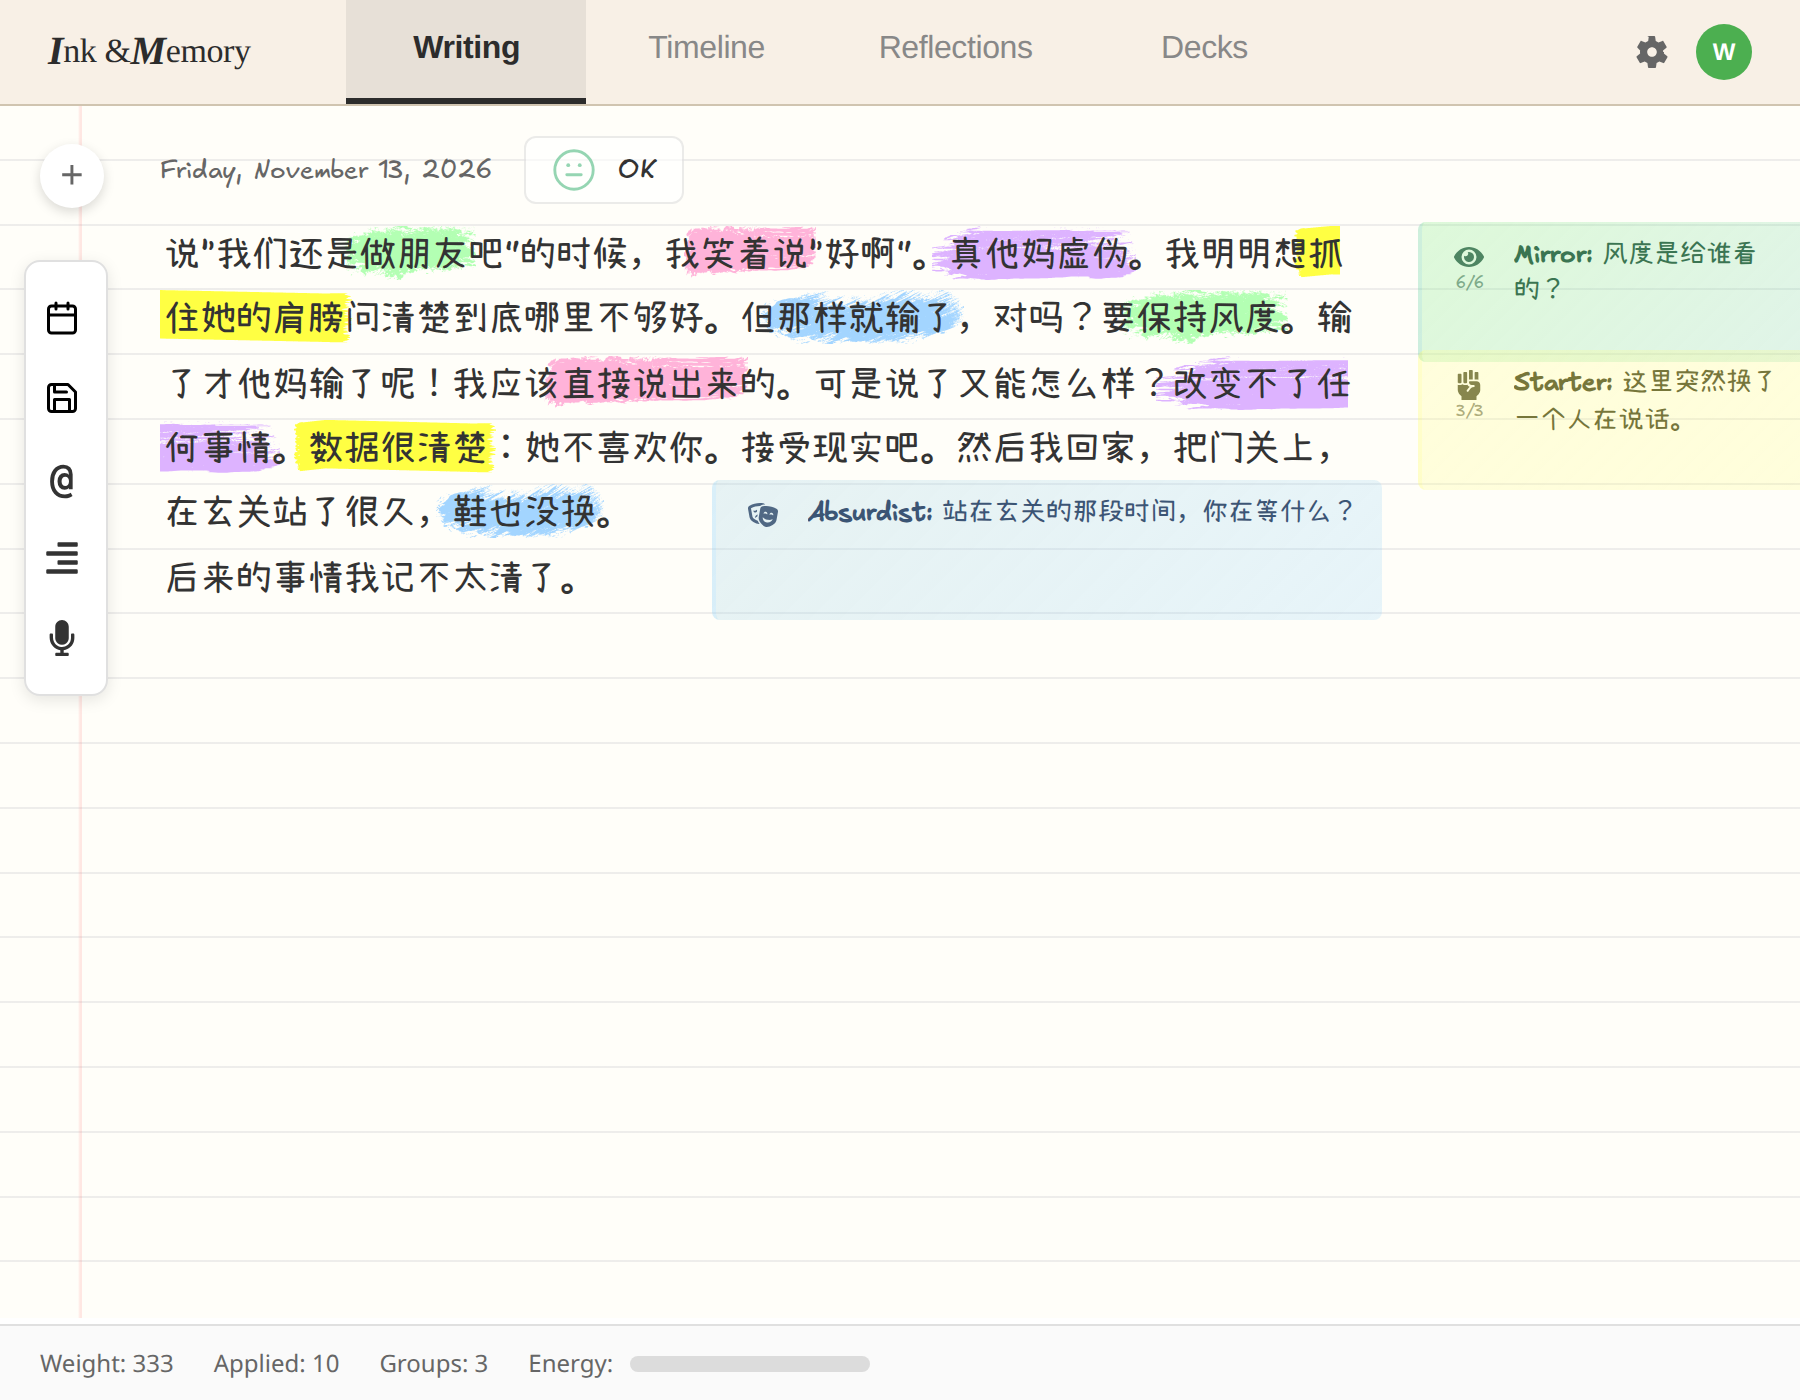 Ink & Memory
Writing
Timeline
Reflections
Decks
W
Friday, November 13, 2026
OK
说"我们还是做朋友吧"的时候，我笑着说"好啊"。真他妈虚伪。我明明想抓
住她的肩膀问清楚到底哪里不够好。但那样就输了，对吗？要保持风度。输
了才他妈输了呢！我应该直接说出来的。可是说了又能怎么样？改变不了任
何事情。数据很清楚：她不喜欢你。接受现实吧。然后我回家，把门关上，
在玄关站了很久，鞋也没换。
后来的事情我记不太清了。
Mirror: 风度是给谁看
的？
6/6
Starter: 这里突然换了
一个人在说话。
3/3
Absurdist: 站在玄关的那段时间，你在等什么？
Weight: 333
Applied: 10
Groups: 3
Energy: